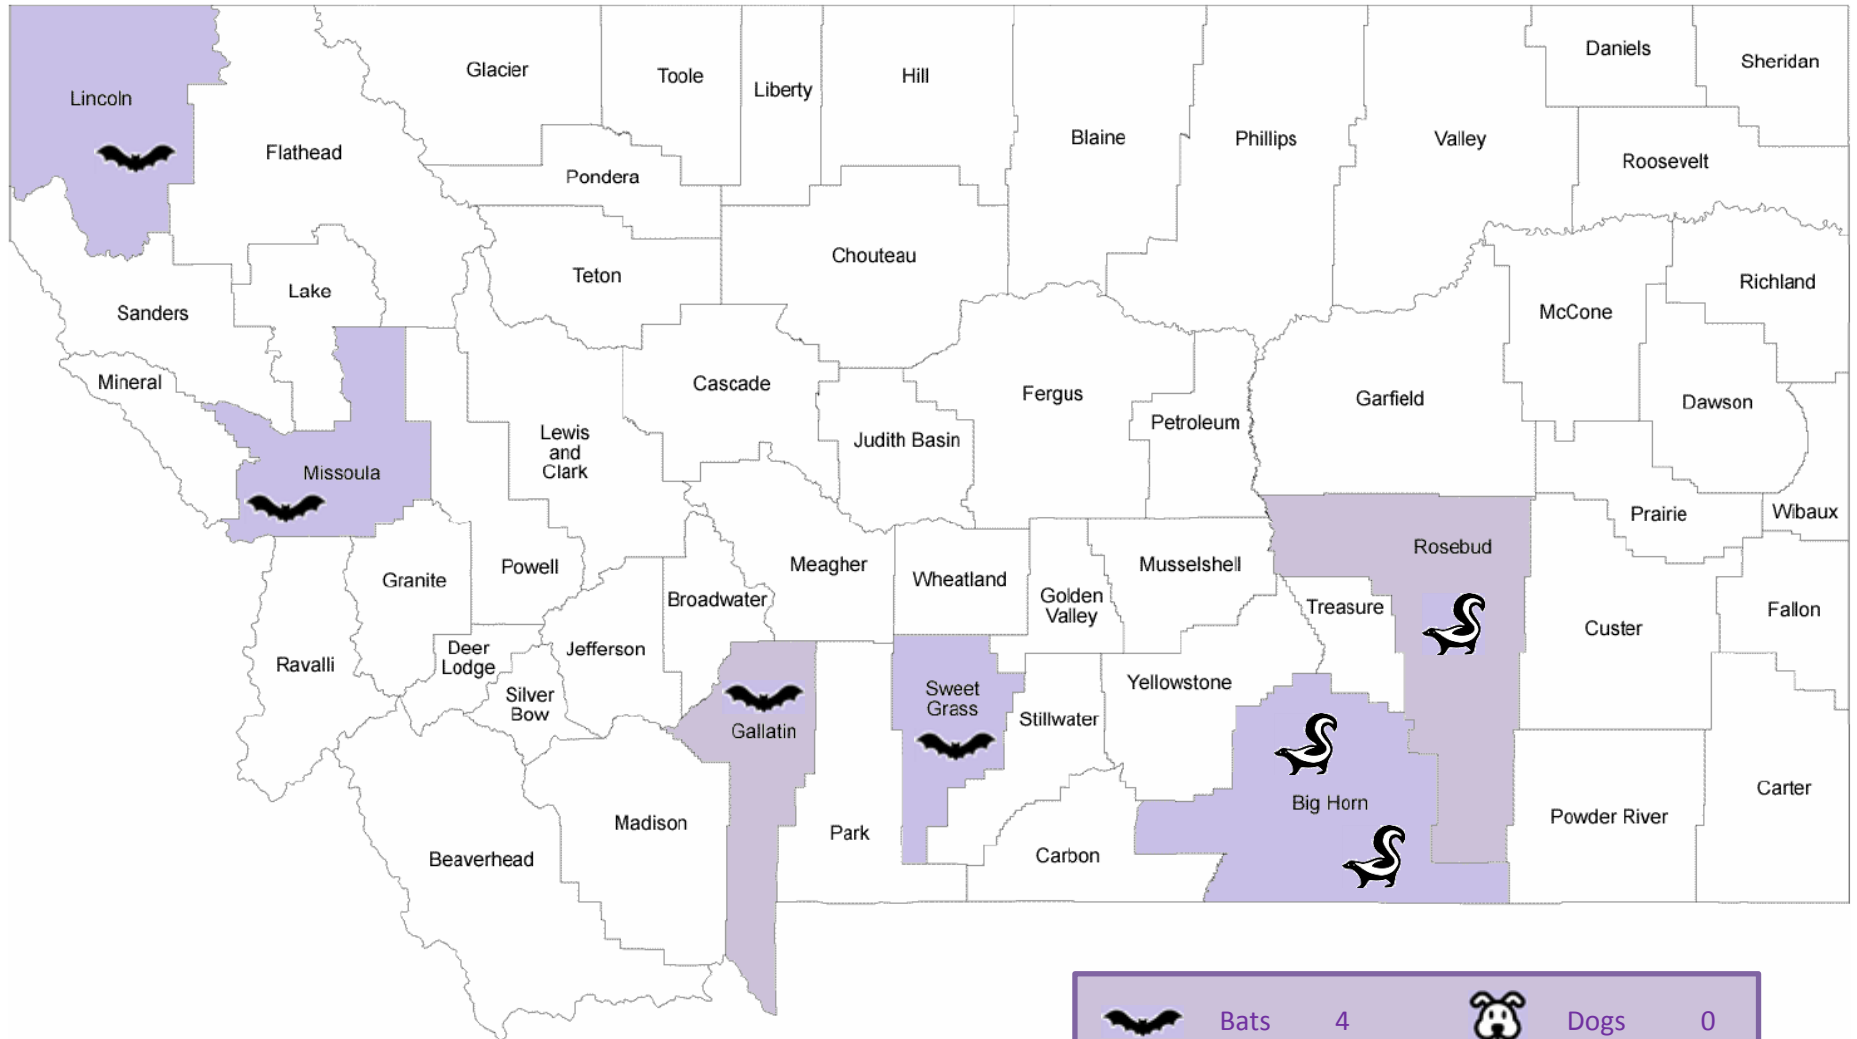 Daniels
Sheridan
Glacier
Toole
Hill
Liberty
Lincoln
Blaine
Phillips
Valley
Flathead
Roosevelt
Pondera
Chouteau
Teton
Richland
Lake
Sanders
McCone
Mineral
Cascade
Fergus
Garfield
Dawson
Petroleum
Judith Basin
Lewis
and
Clark
Missoula
Wibaux
Prairie
Rosebud
Powell
Meagher
Musselshell
Granite
Wheatland
Broadwater
Golden
Valley
Treasure
Fallon
Custer
Jefferson
Deer
Lodge
Ravalli
Yellowstone
Sweet
Grass
Silver
Bow
Stillwater
Gallatin
Carter
Big Horn
Powder River
Madison
Park
Carbon
Beaverhead
Bats 4 Dogs 0